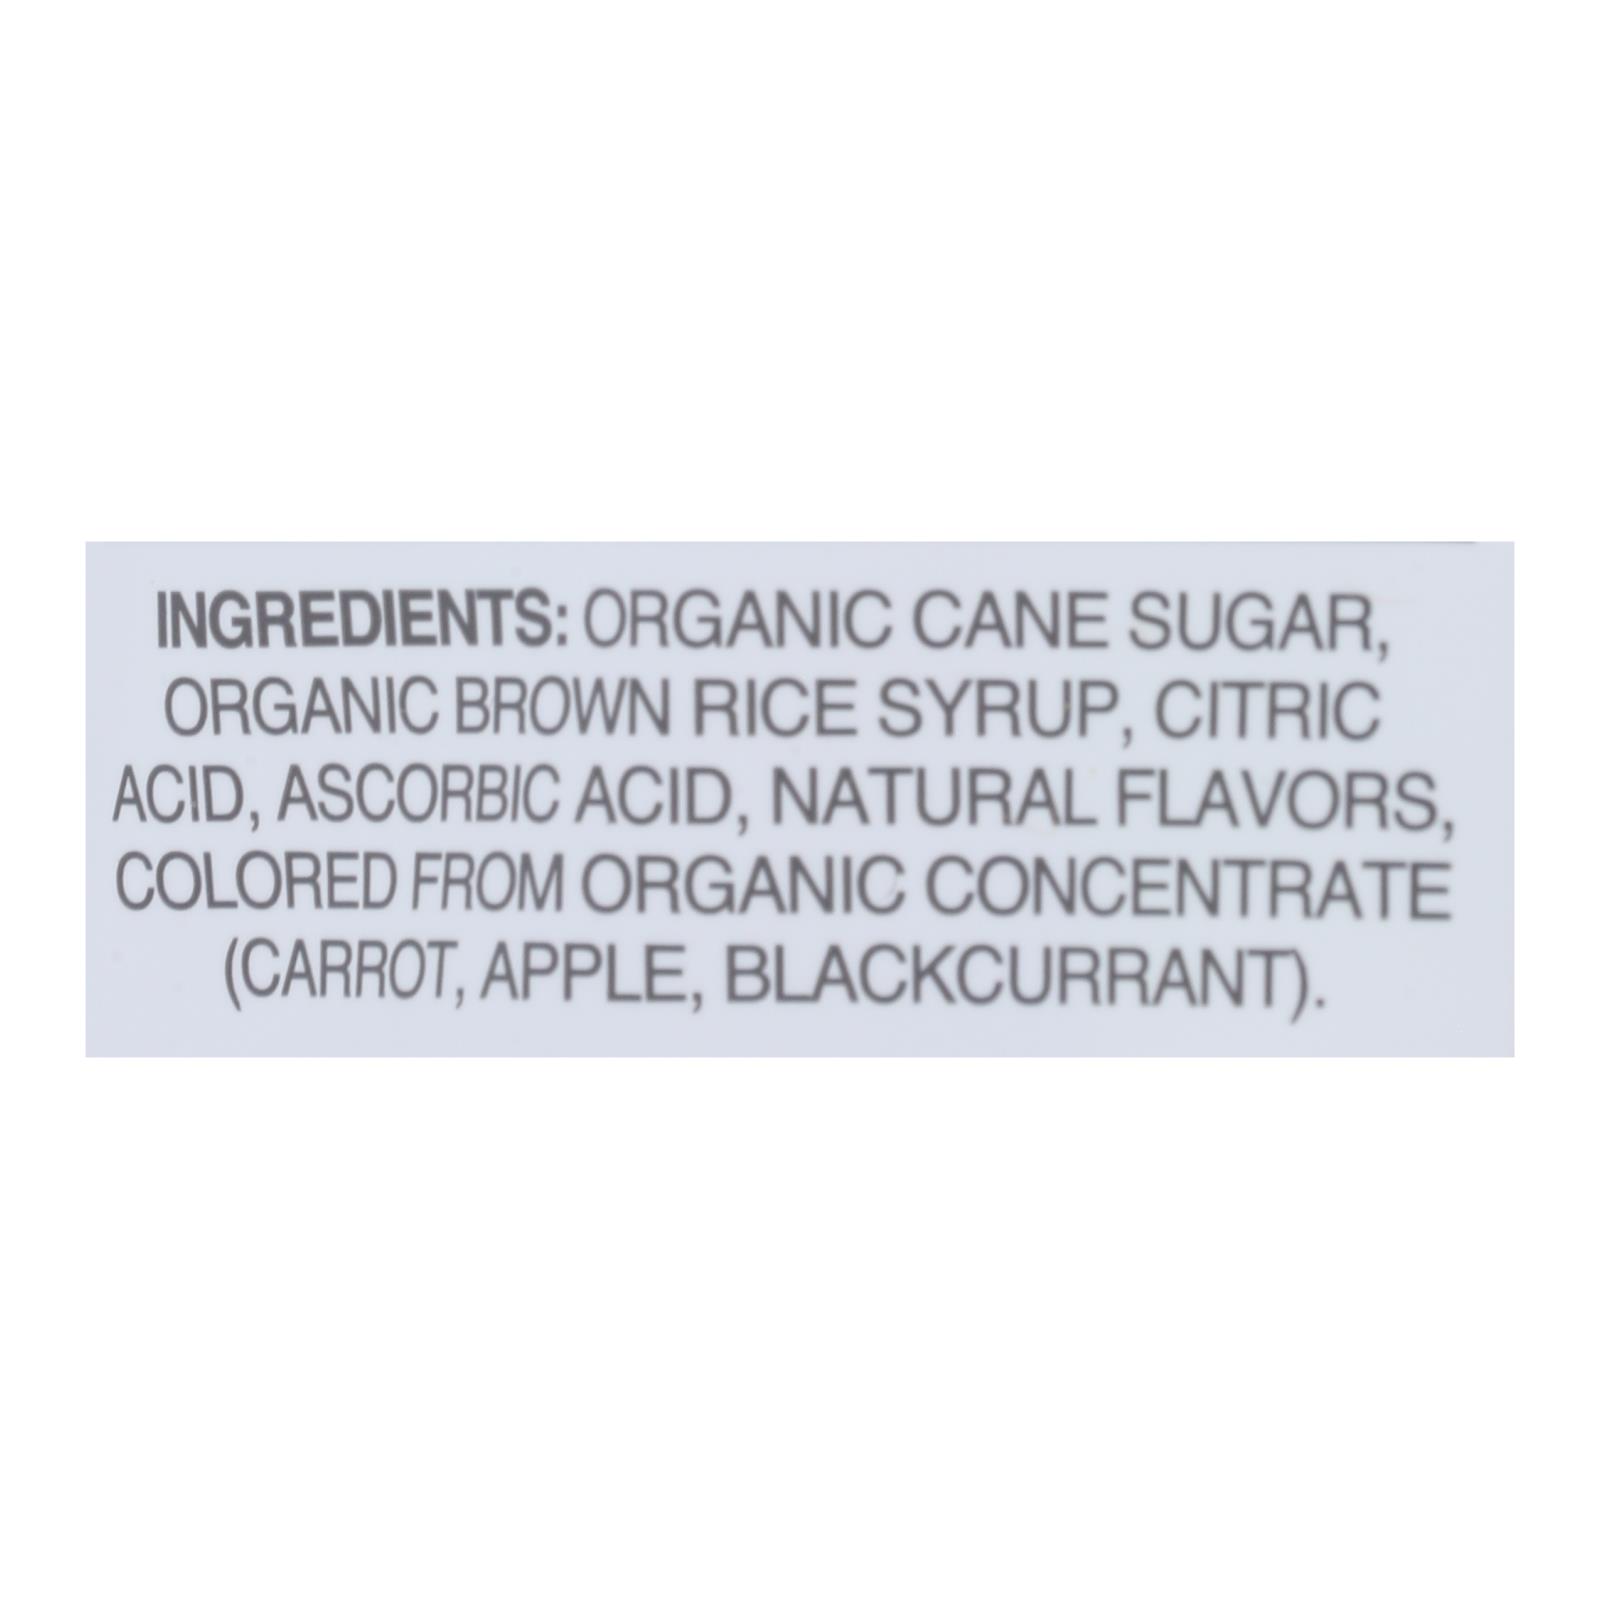 INGREDIENTS: ORGANIC CANE SUGAR,
ORGANIC BROWN RICE SYRUP, CITRIC
ACID, ASCORBIC ACID, NATURAL FLAVORS,
COLORED FROM ORGANIC CONCENTRATE
(CARROT, APPLE, BLACKCURRANT).